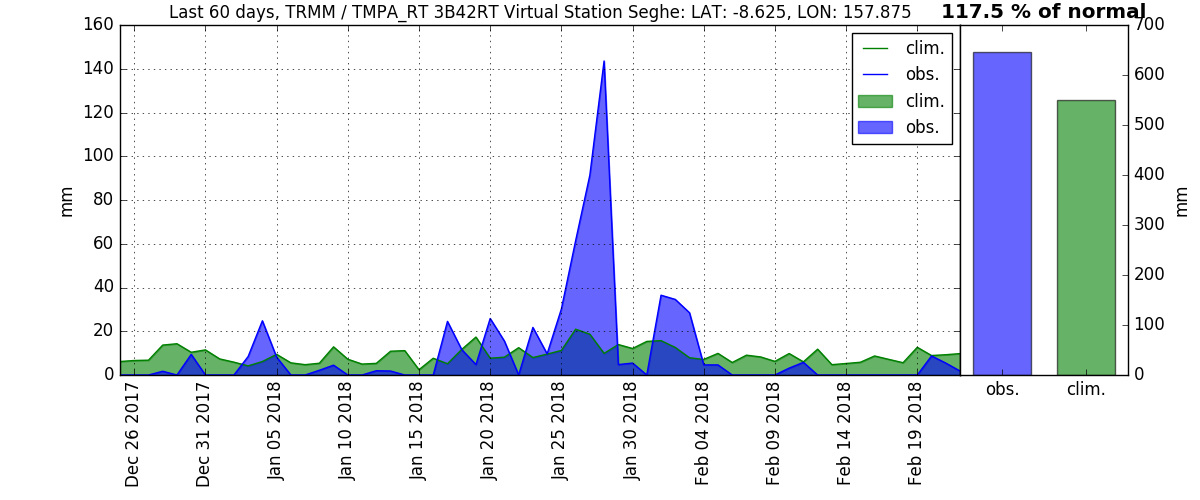 Last 60 days, TRMM / TMPA_RT 3B42RT Virtual Station Seghe: LAT: -8.625, LON: 157.875
117.5 % of normal
160
140
120
100
80
60
40
20
0
mm
clim.
obs.
clim.
obs.
700
600
500
400
300
200
100
0
mm
Dec 26 2017
Dec 31 2017
Jan 05 2018
Jan 10 2018
Jan 15 2018
Jan 20 2018
Jan 25 2018
Jan 30 2018
Feb 04 2018
Feb 09 2018
Feb 14 2018
Feb 19 2018
obs.
clim.